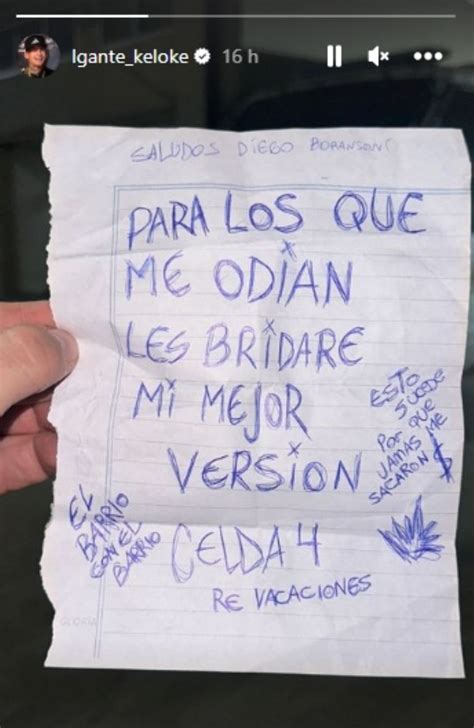 lgante_keloke 16 h
SALUDOS DIEGO
PARA LOS QUE
ME ODIAN
LES BRIDARE
MI MEJOR
VERSION
ESTO
SUCEDE
POR QUE
JAMAS ME
SACARON $
EL
BARRIO
CON EL
BARRIO
CELDA 4
RE VACACIONES
GLORIA